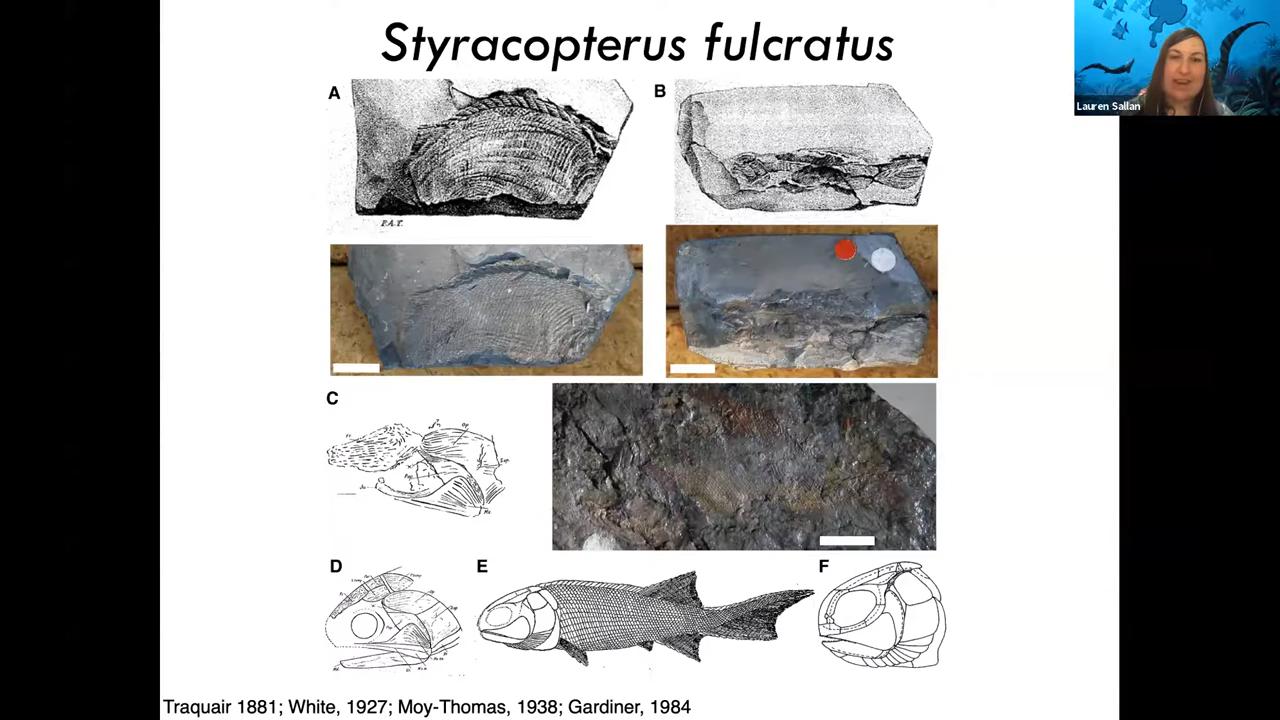 Styracopterus fulcratus
Lauren Sallan
A
B
P.A.T.
C
D
E
F
Traquair 1881; White, 1927; Moy-Thomas, 1938; Gardiner, 1984